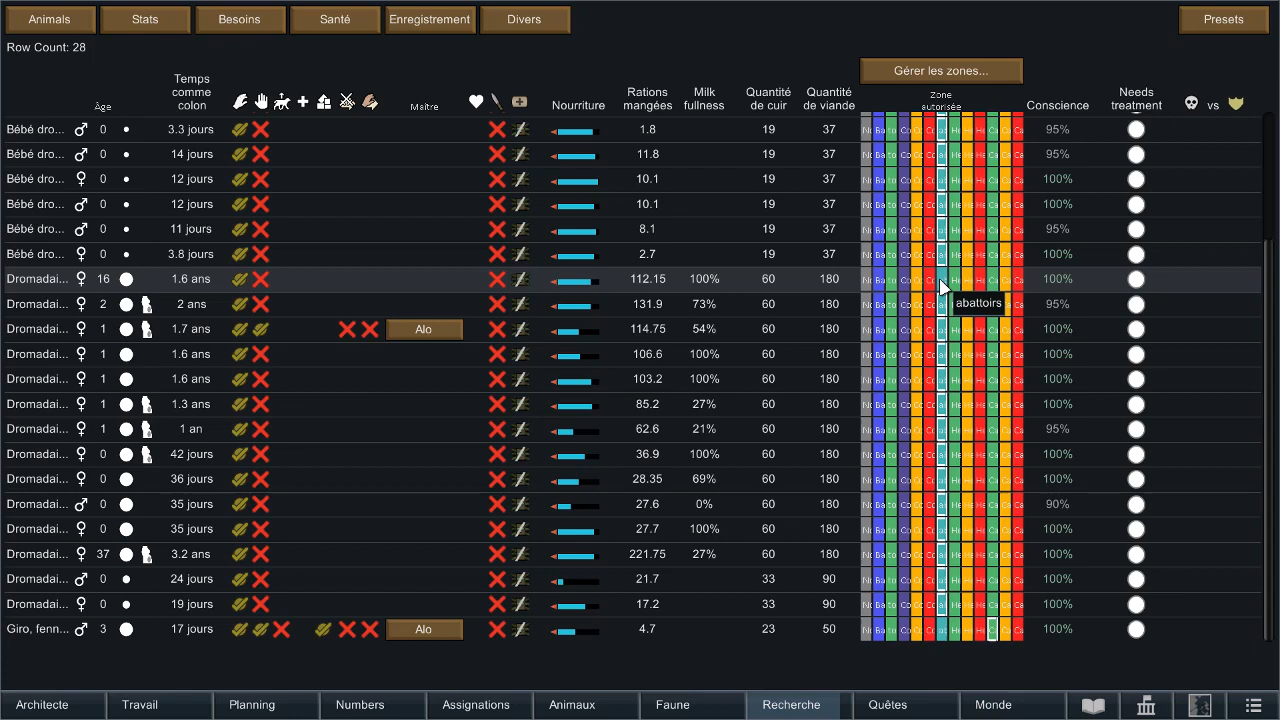 Animals Stats Besoins Santé Enregistrement Divers Presets
Row Count: 28
Gérer les zones...
Âge Temps comme colon Maître Nourriture Rations mangées Milk fullness Quantité de cuir Quantité de viande Zone autorisée Conscience Needs treatment vs
Bébé dro... 0 3.3 jours 1.8 19 37 95%
Bébé dro... 0 14 jours 11.8 19 37 95%
Bébé dro... 0 12 jours 10.1 19 37 100%
Bébé dro... 0 12 jours 10.1 19 37 95%
Bébé dro... 0 11 jours 8.1 19 37 95%
Bébé dro... 0 3.8 jours 2.7 19 37 100%
Dromadai... 16 1.6 ans 112.15 100% 60 180 100%
abattoirs
Dromadai... 2 2 ans 131.9 73% 60 180 95%
Dromadai... 1 1.7 ans Alo 114.75 54% 60 180 100%
Dromadai... 1 1.6 ans 106.6 100% 60 180 100%
Dromadai... 1 1.6 ans 103.2 100% 60 180 100%
Dromadai... 1 1.3 ans 85.2 27% 60 180 100%
Dromadai... 1 1 an 62.6 21% 60 180 95%
Dromadai... 0 42 jours 36.9 100% 60 180 100%
Dromadai... 0 36 jours 28.35 69% 60 180 100%
Dromadai... 0 35 jours 27.6 0% 60 180 90%
Dromadai... 0 35 jours 27.7 100% 60 180 100%
Dromadai... 37 3.2 ans 221.75 27% 60 180 100%
Dromadai... 0 24 jours 21.7 33 90 100%
Dromadai... 0 19 jours 17.2 33 90 100%
Giro, fenn... 3 17 jours Alo 4.7 23 50 100%
Architecte Travail Planning Numbers Assignations Animaux Faune Recherche Quêtes Monde